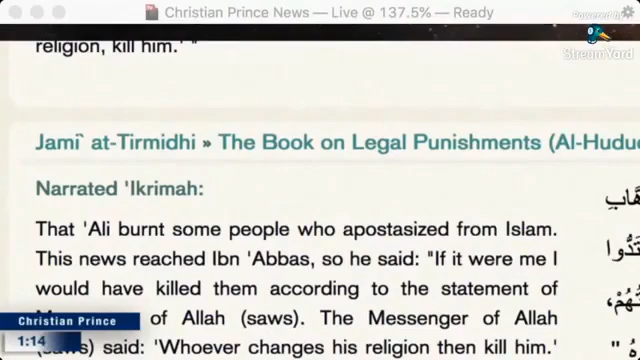 Christian Prince News — Live @ 137.5% — Ready
Powered by
StreamYard
religion, kill him.' "
Jami` at-Tirmidhi » The Book on Legal Punishments (Al-Hudu
Narrated 'Ikrimah:
That 'Ali burnt some people who apostasized from Islam.
This news reached Ibn 'Abbas, so he said: "If it were me I
would have killed them according to the statement of
of Allah (saws). The Messenger of Allah
(saws) said: 'Whoever changes his religion then kill him.'
Christian Prince
1:14